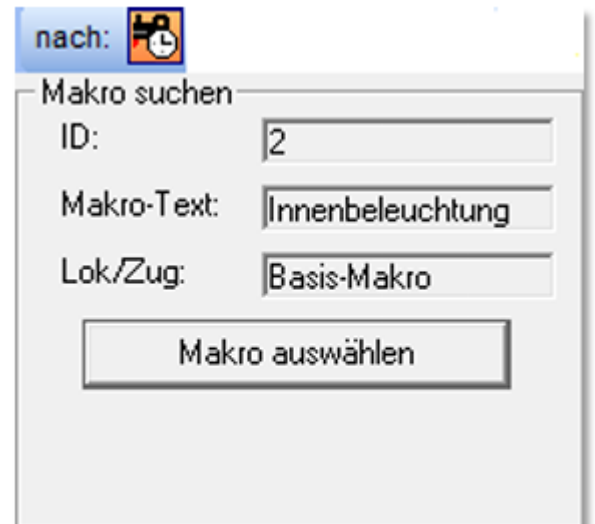 nach:
Makro suchen
ID: 2
Makro-Text: Innenbeleuchtung
Lok/Zug: Basis-Makro
Makro auswählen